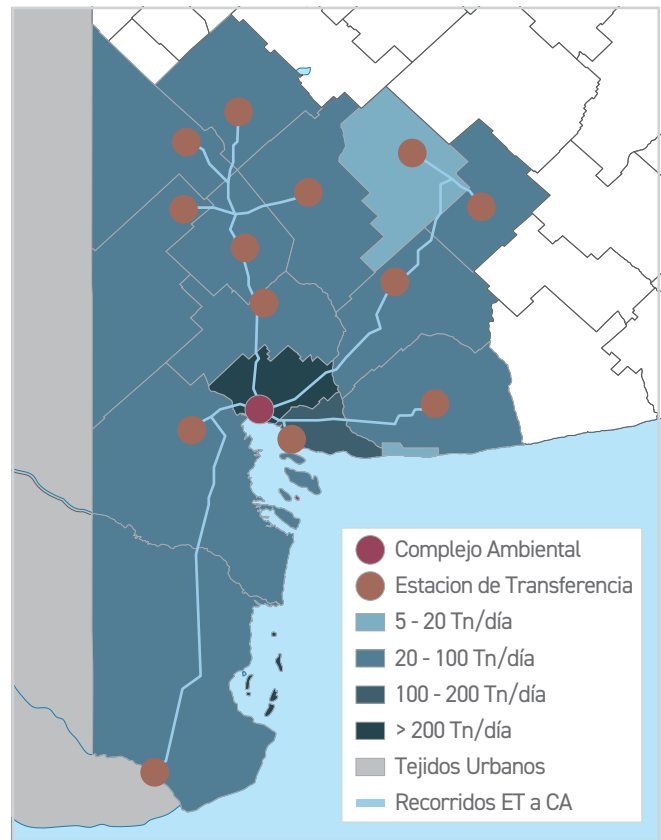 Complejo Ambiental
Estacion de Transferencia
5 - 20 Tn/día
20 - 100 Tn/día
100 - 200 Tn/día
> 200 Tn/día
Tejidos Urbanos
Recorridos ET a CA